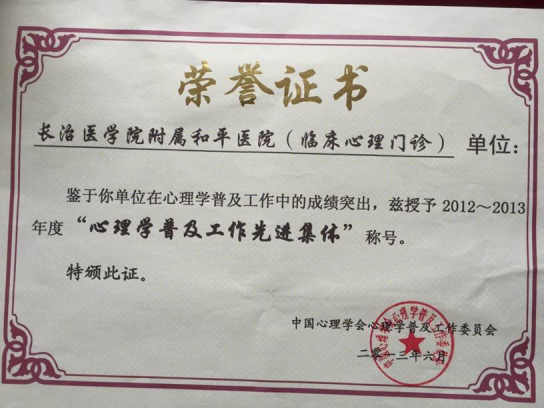 荣誉证书
长治医学院附属和平医院（临床心理门诊）单位：
鉴于你单位在心理学普及工作中的成绩突出，兹授予2012～2013
年度“心理学普及工作先进集体”称号。
特颁此证。
中国心理学会心理学普及工作委员会
二零一三年六月